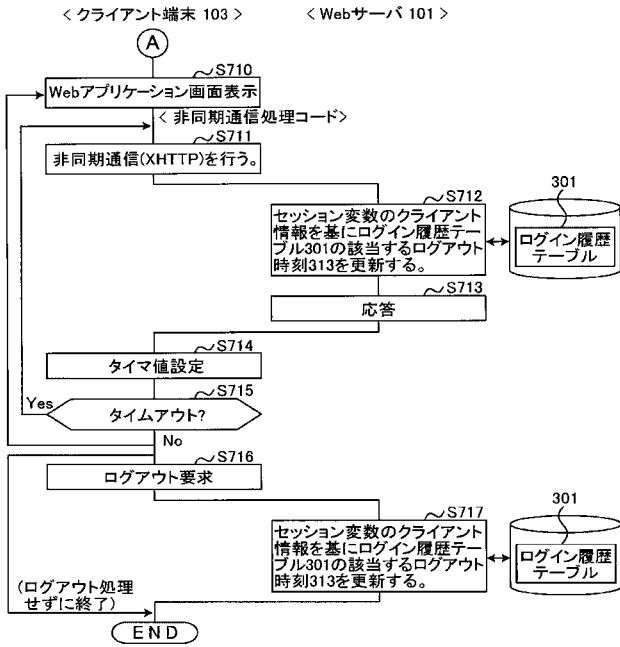 < クライアント端末 103 >
< Webサーバ 101 >
A
S710
Webアプリケーション画面表示
< 非同期通信処理コード>
S711
非同期通信(XHTTP)を行う。
S712
301
セッション変数のクライアント
情報を基にログイン履歴テー
ブル301の該当するログアウト
時刻313を更新する。
ログイン履歴
テーブル
S713
応答
S714
タイマ値設定
S715
Yes
タイムアウト?
No
S716
ログアウト要求
S717
301
セッション変数のクライアント
情報を基にログイン履歴テー
ブル301の該当するログアウト
時刻313を更新する。
ログイン履歴
テーブル
(ログアウト処理
せずに終了)
END